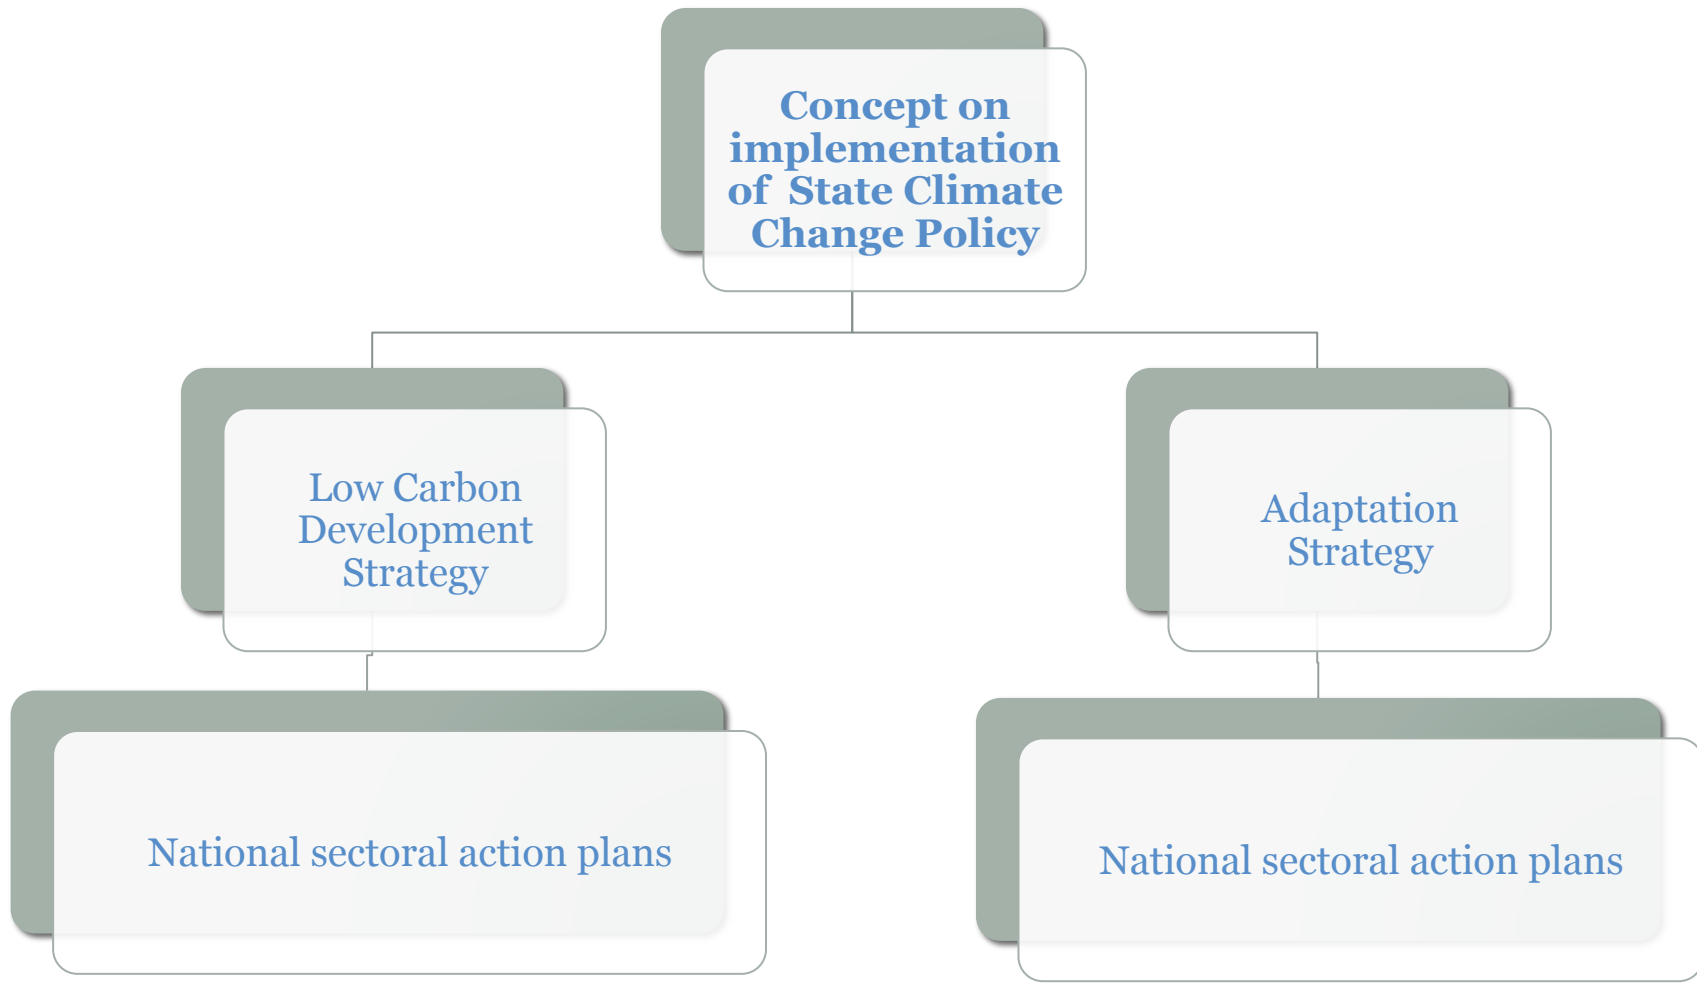 Concept on
implementation
of  State Climate
Change Policy
Low Carbon
Development
Strategy
Adaptation
Strategy
National sectoral action plans
National sectoral action plans